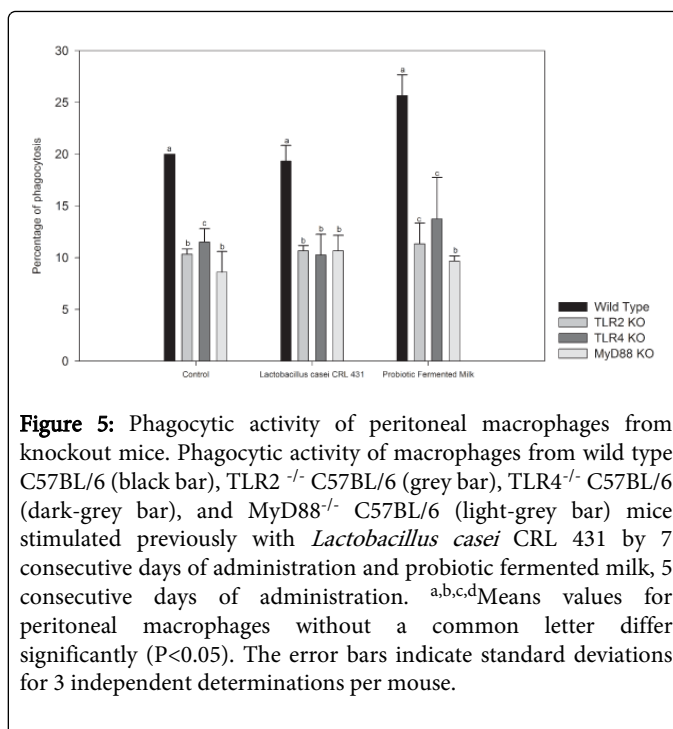 30
25
20
15
10
5
0
Percentage of phagocytosis
a
b
c
b
a
b
b
b
a
c
c
b
Control
Lactobacillus casei CRL 431
Probiotic Fermented Milk
Wild Type
TLR2 KO
TLR4 KO
MyD88 KO
Figure 5: Phagocytic activity of peritoneal macrophages from
knockout mice. Phagocytic activity of macrophages from wild type
C57BL/6 (black bar), TLR2 -/- C57BL/6 (grey bar), TLR4-/- C57BL/6
(dark-grey bar), and MyD88-/- C57BL/6 (light-grey bar) mice
stimulated previously with Lactobacillus casei CRL 431 by 7
consecutive days of administration and probiotic fermented milk, 5
consecutive days of administration. a,b,c,dMeans values for
peritoneal macrophages without a common letter differ
significantly (P<0.05). The error bars indicate standard deviations
for 3 independent determinations per mouse.